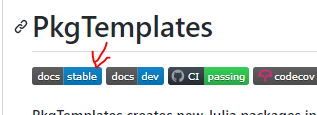 PkgTemplates
docs stable docs dev CI passing codecov
PkgTemplates creates new Julia packages in